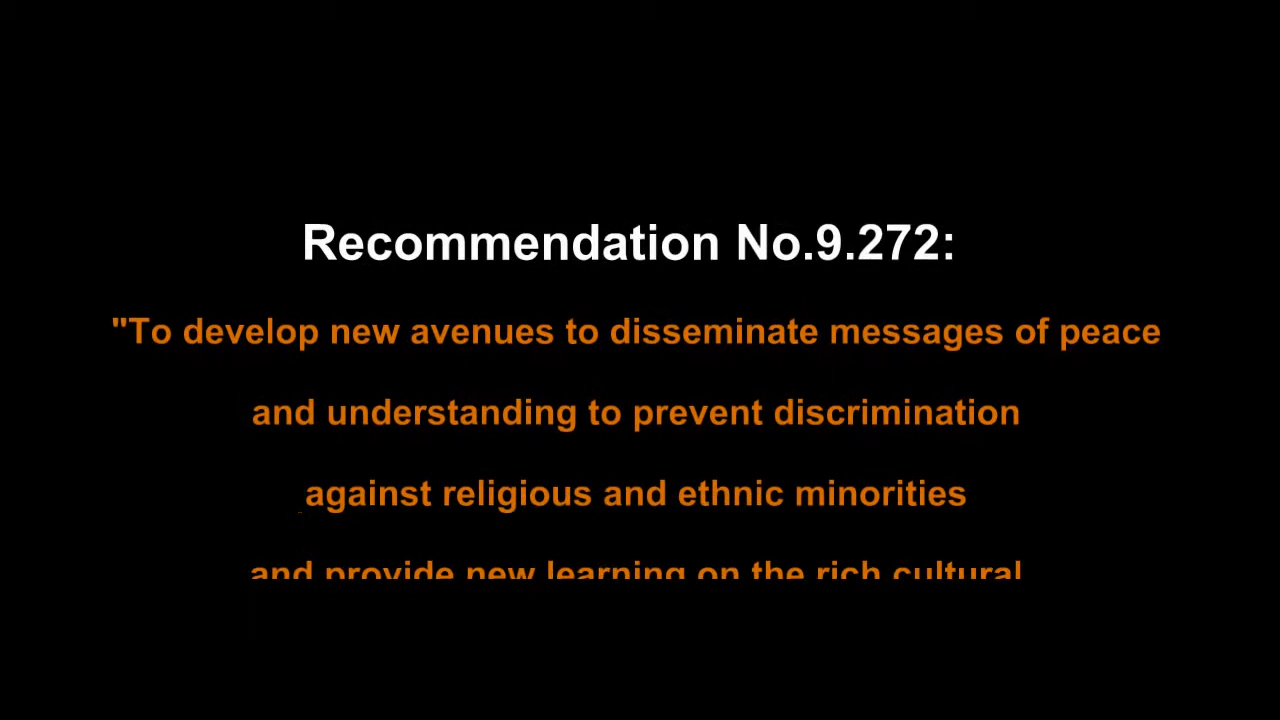 Recommendation No.9.272:
"To develop new avenues to disseminate messages of peace
and understanding to prevent discrimination
against religious and ethnic minorities
and provide new learning on the rich cultural